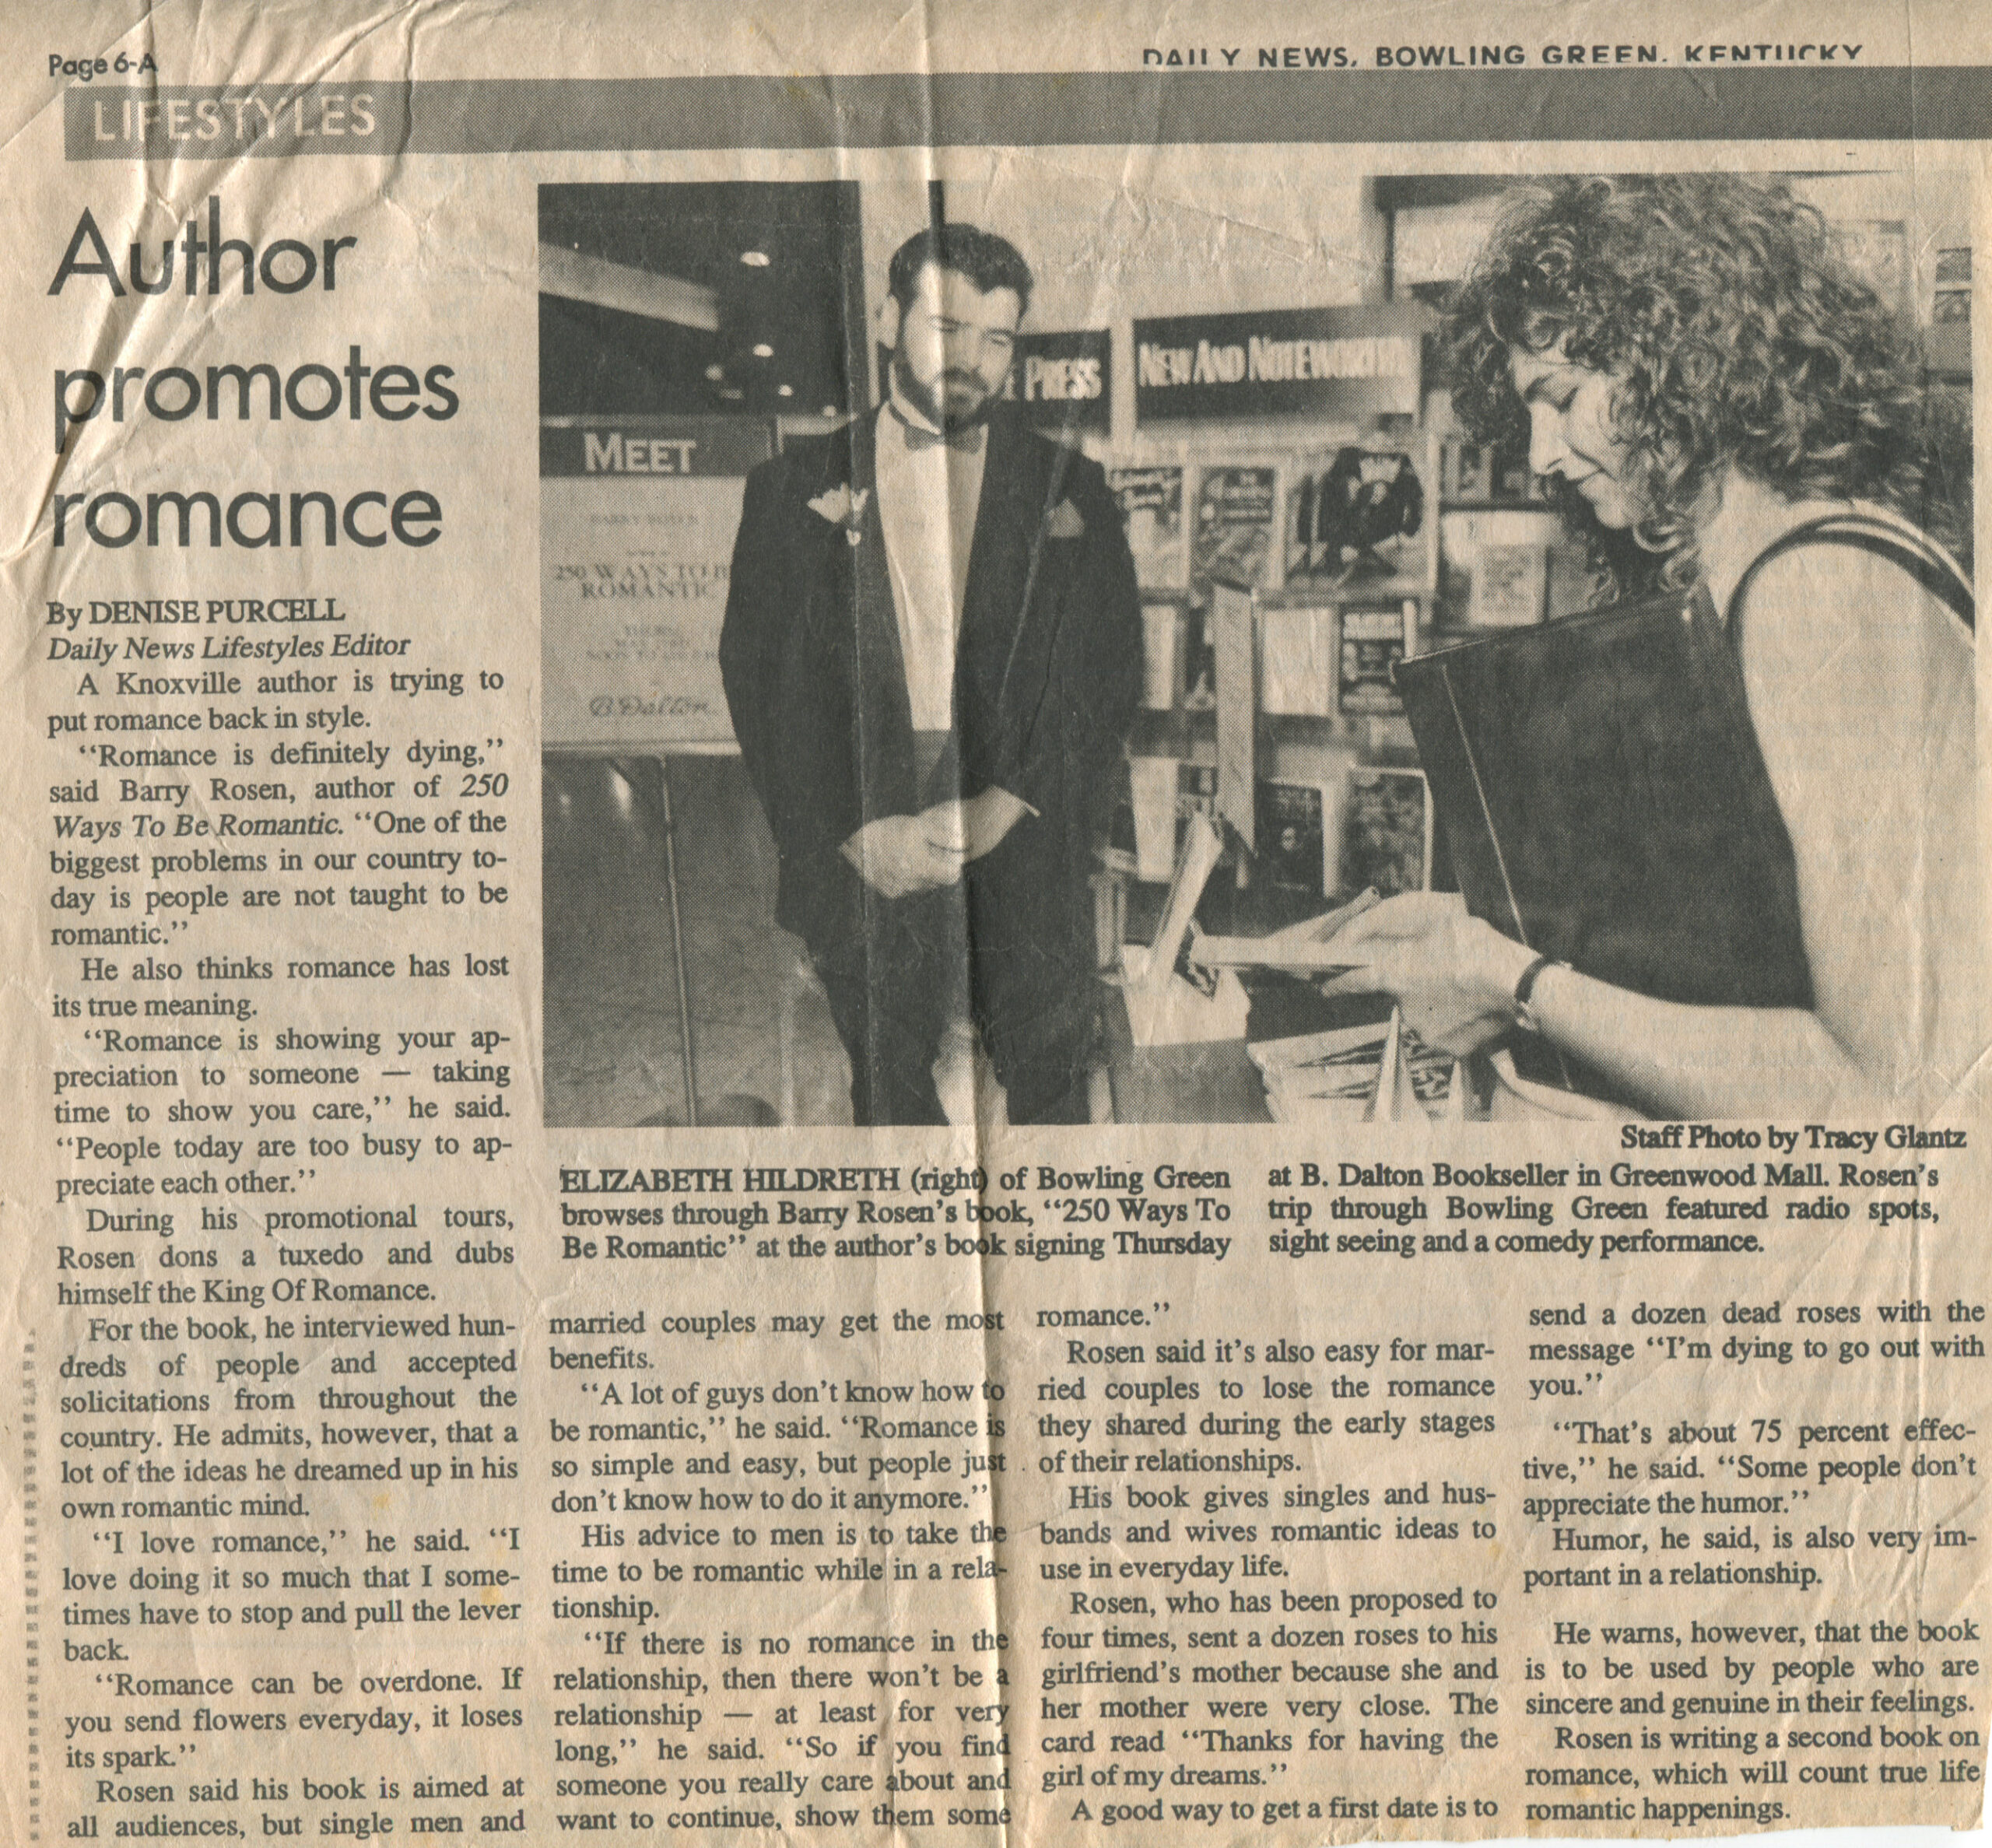 Page 6-A
DAILY NEWS, BOWLING GREEN, KENTUCKY
LIFESTYLES
Author
promotes
romance
By DENISE PURCELL
Daily News Lifestyles Editor
A Knoxville author is trying to
put romance back in style.
‘‘Romance is definitely dying,’’
said Barry Rosen, author of 250
Ways To Be Romantic. ‘‘One of the
biggest problems in our country to-
day is people are not taught to be
romantic.’’
He also thinks romance has lost
its true meaning.
‘‘Romance is showing your ap-
preciation to someone — taking
time to show you care,’’ he said.
‘‘People today are too busy to ap-
preciate each other.’’
During his promotional tours,
Rosen dons a tuxedo and dubs
himself the King Of Romance.
For the book, he interviewed hun-
dreds of people and accepted
solicitations from throughout the
country. He admits, however, that a
lot of the ideas he dreamed up in his
own romantic mind.
‘‘I love romance,’’ he said. ‘‘I
love doing it so much that I some-
times have to stop and pull the lever
back.
‘‘Romance can be overdone. If
you send flowers everyday, it loses
its spark.’’
Rosen said his book is aimed at
all audiences, but single men and
MEET
BARRY ROSEN
250 WAYS TO B
ROMANTIC
B. Dalton
PRESS
NEW AND NOTEWORTHY
Staff Photo by Tracy Glantz
ELIZABETH HILDRETH (right) of Bowling Green
browses through Barry Rosen’s book, ‘‘250 Ways To
Be Romantic’’ at the author’s book signing Thursday
at B. Dalton Bookseller in Greenwood Mall. Rosen’s
trip through Bowling Green featured radio spots,
sight seeing and a comedy performance.
married couples may get the most
benefits.
‘‘A lot of guys don’t know how to
be romantic,’’ he said. ‘‘Romance is
so simple and easy, but people just
don’t know how to do it anymore.’’
His advice to men is to take the
time to be romantic while in a rela-
tionship.
‘‘If there is no romance in the
relationship, then there won’t be a
relationship — at least for very
long,’’ he said. ‘‘So if you find
someone you really care about and
want to continue, show them some
romance.’’
Rosen said it’s also easy for mar-
ried couples to lose the romance
they shared during the early stages
of their relationships.
His book gives singles and hus-
bands and wives romantic ideas to
use in everyday life.
Rosen, who has been proposed to
four times, sent a dozen roses to his
girlfriend’s mother because she and
her mother were very close. The
card read ‘‘Thanks for having the
girl of my dreams.’’
A good way to get a first date is to
send a dozen dead roses with the
message ‘‘I’m dying to go out with
you.’’
‘‘That’s about 75 percent effec-
tive,’’ he said. ‘‘Some people don’t
appreciate the humor.’’
Humor, he said, is also very im-
portant in a relationship.
He warns, however, that the book
is to be used by people who are
sincere and genuine in their feelings.
Rosen is writing a second book on
romance, which will count true life
romantic happenings.